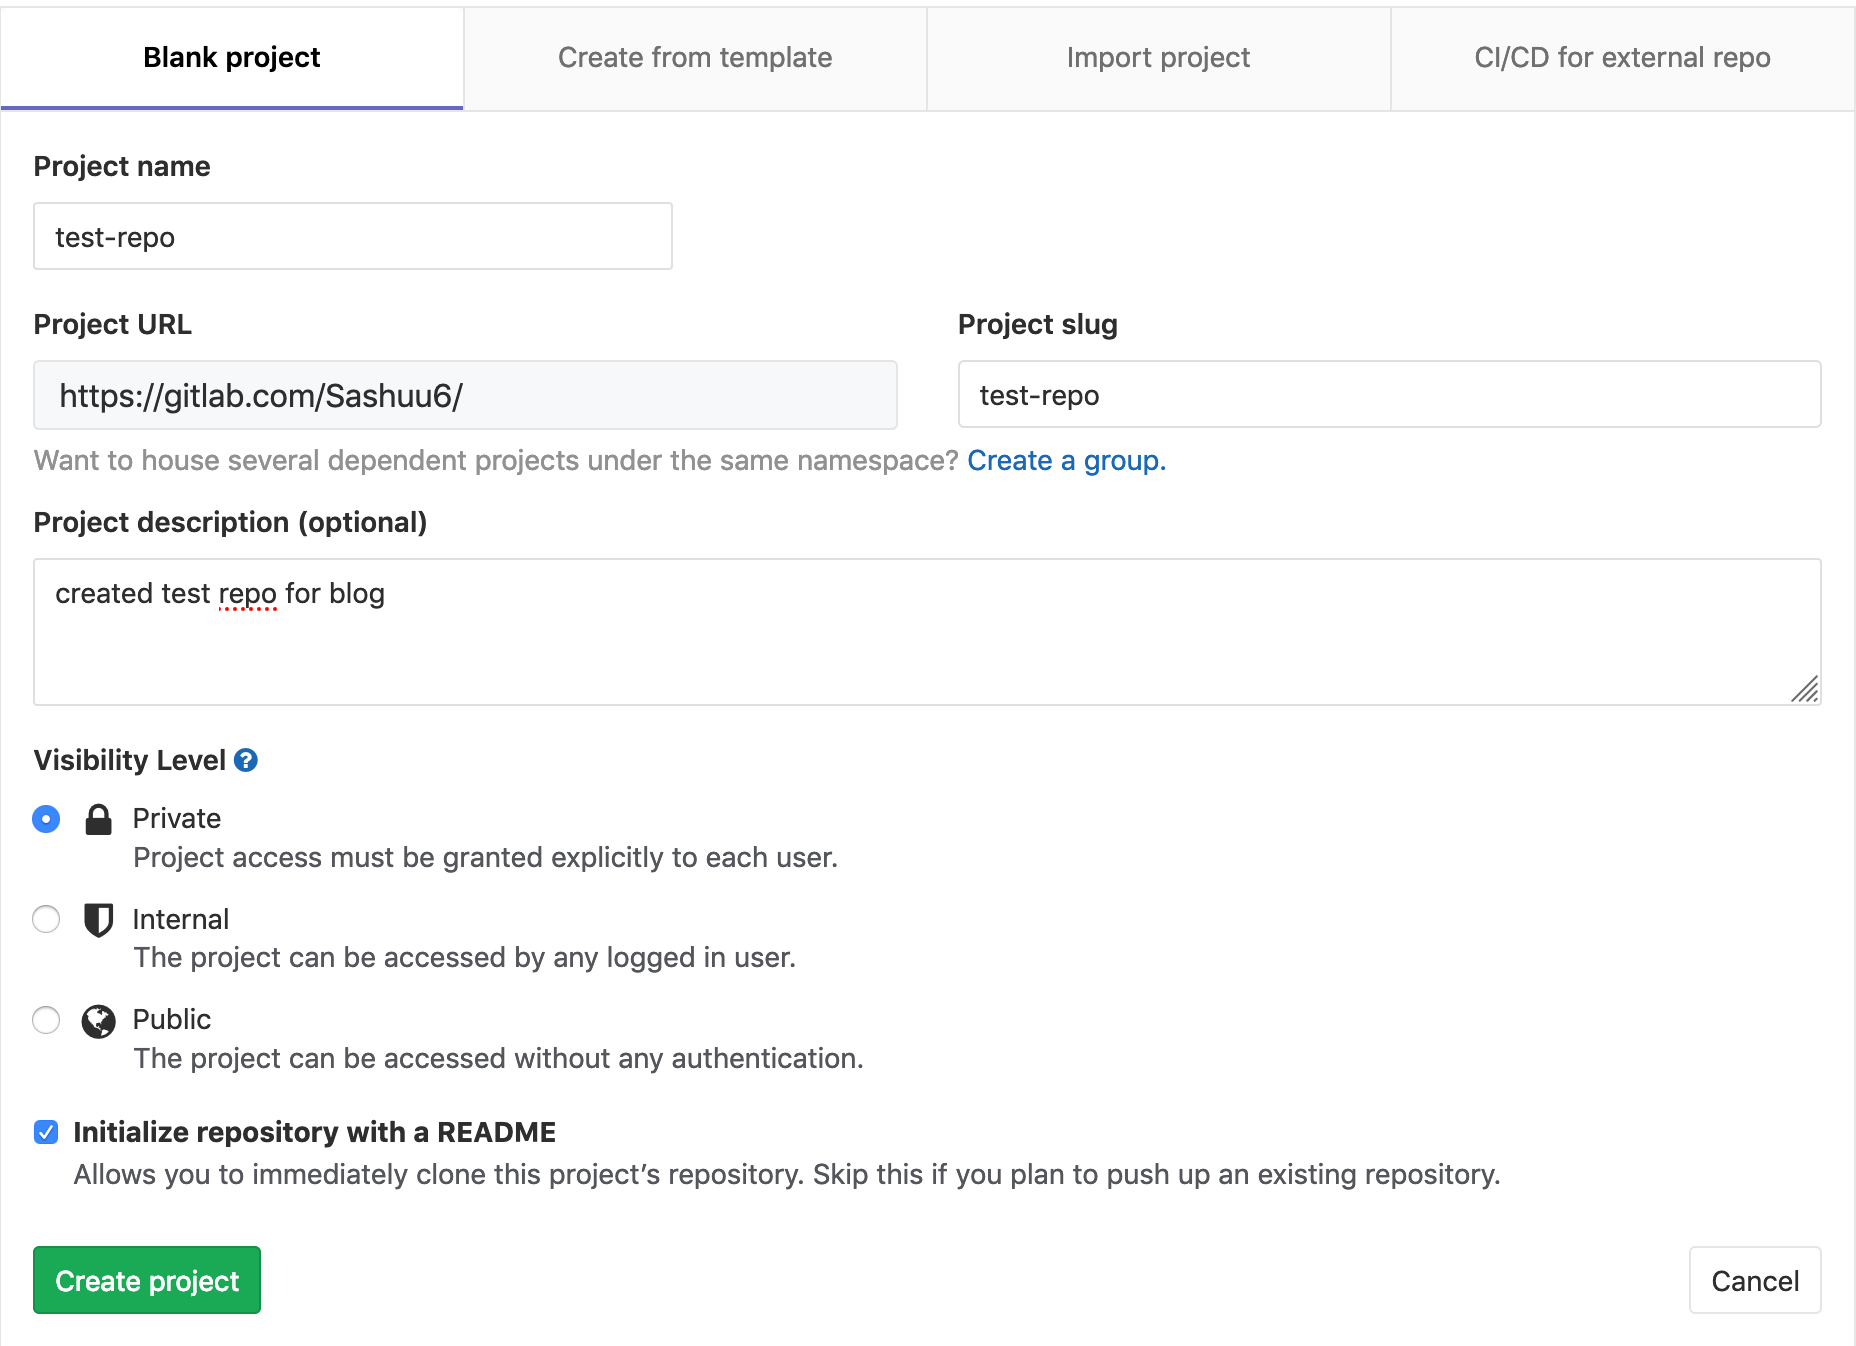 Blank project
Create from template
Import project
CI/CD for external repo
Project name
test-repo
Project URL
Project slug
https://gitlab.com/Sashuu6/
test-repo
Want to house several dependent projects under the same namespace? Create a group.
Project description (optional)
created test repo for blog
Visibility Level ?
Private
Project access must be granted explicitly to each user.
Internal
The project can be accessed by any logged in user.
Public
The project can be accessed without any authentication.
Initialize repository with a README
Allows you to immediately clone this project’s repository. Skip this if you plan to push up an existing repository.
Create project
Cancel